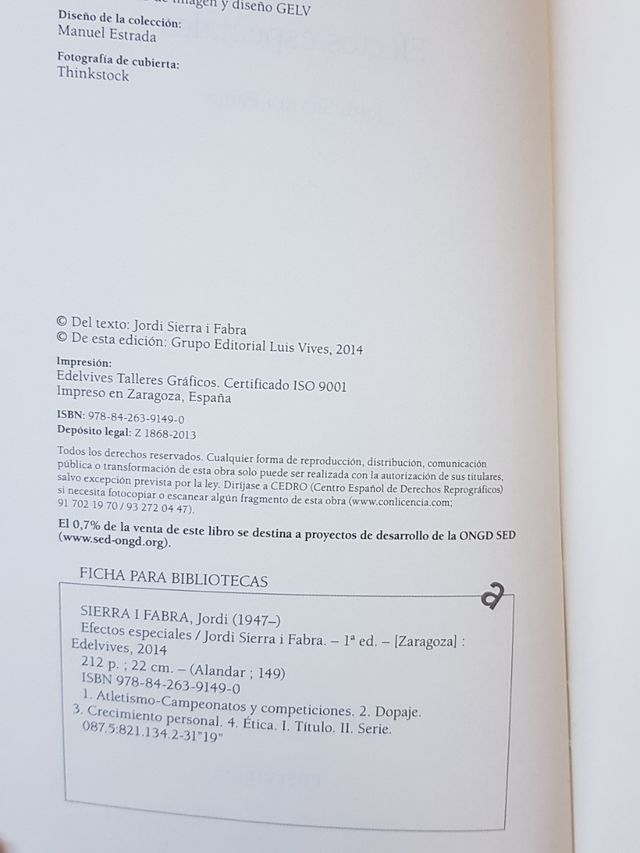 imagen y diseño GELV
Diseño de la colección:
Manuel Estrada
Fotografía de cubierta:
Thinkstock
© Del texto: Jordi Sierra i Fabra
© De esta edición: Grupo Editorial Luis Vives, 2014
Impresión:
Edelvives Talleres Gráficos. Certificado ISO 9001
Impreso en Zaragoza, España
ISBN: 978-84-263-9149-0
Depósito legal: Z 1868-2013
Todos los derechos reservados. Cualquier forma de reproducción, distribución, comunicación
pública o transformación de esta obra solo puede ser realizada con la autorización de sus titulares,
salvo excepción prevista por la ley. Diríjase a CEDRO (Centro Español de Derechos Reprográficos)
si necesita fotocopiar o escanear algún fragmento de esta obra (www.conlicencia.com;
91 702 19 70 / 93 272 04 47).
El 0,7% de la venta de este libro se destina a proyectos de desarrollo de la ONGD SED
(www.sed-ongd.org).
FICHA PARA BIBLIOTECAS
a
SIERRA I FABRA, Jordi (1947–)
Efectos especiales / Jordi Sierra i Fabra. – 1ª ed. – [Zaragoza] :
Edelvives, 2014
212 p. ; 22 cm. – (Alandar ; 149)
ISBN 978-84-263-9149-0
1. Atletismo-Campeonatos y competiciones. 2. Dopaje.
3. Crecimiento personal. 4. Ética. I. Título. II. Serie.
087.5:821.134.2-31"19"